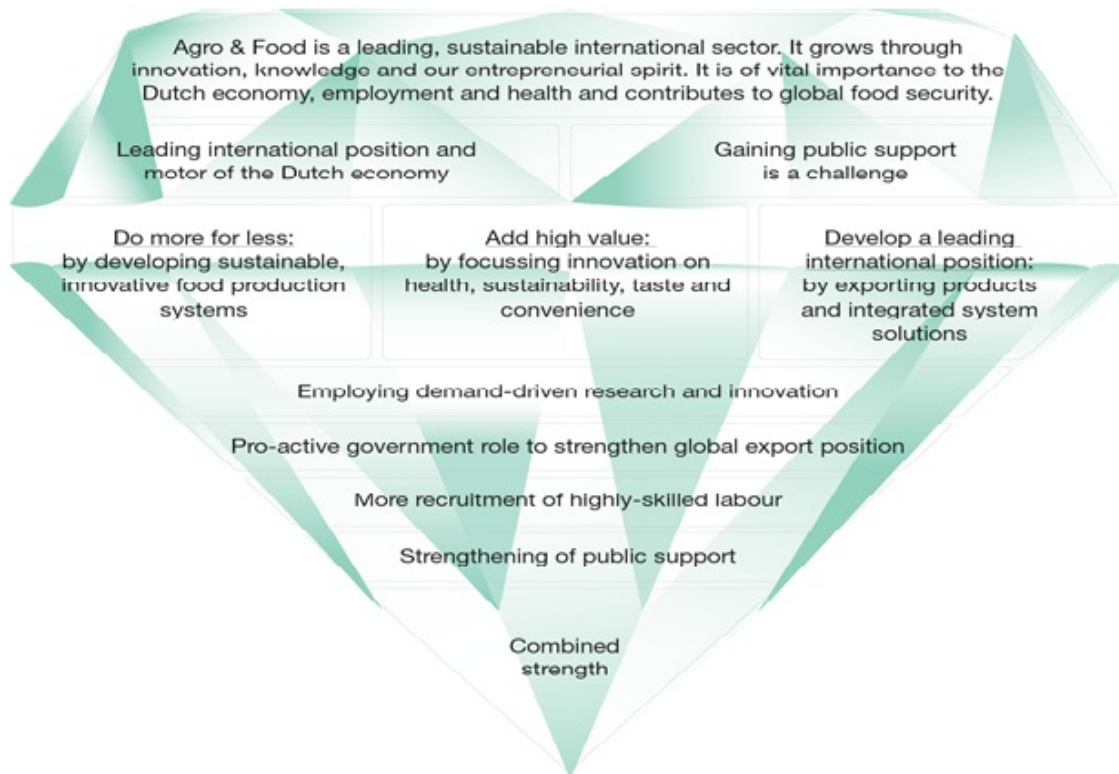 Agro & Food is a leading, sustainable international sector. It grows through
innovation, knowledge and our entrepreneurial spirit. It is of vital importance to the
Dutch economy, employment and health and contributes to global food security.
Leading international position and
motor of the Dutch economy
Gaining public support
is a challenge
Do more for less:
by developing sustainable,
innovative food production
systems
Add high value:
by focussing innovation on
health, sustainability, taste and
convenience
Develop a leading
international position:
by exporting products
and integrated system
solutions
Employing demand-driven research and innovation
Pro-active government role to strengthen global export position
More recruitment of highly-skilled labour
Strengthening of public support
Combined
strength